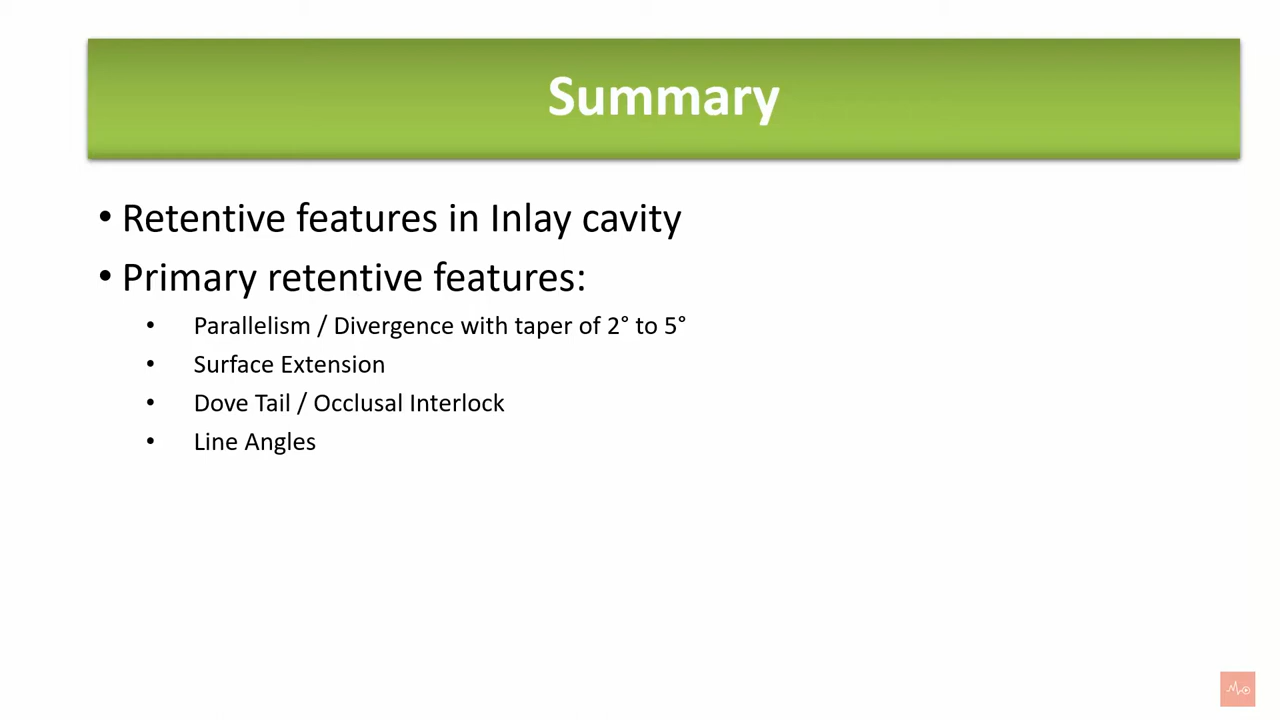 Summary
• Retentive features in Inlay cavity
• Primary retentive features:
• Parallelism / Divergence with taper of 2° to 5°
• Surface Extension
• Dove Tail / Occlusal Interlock
• Line Angles